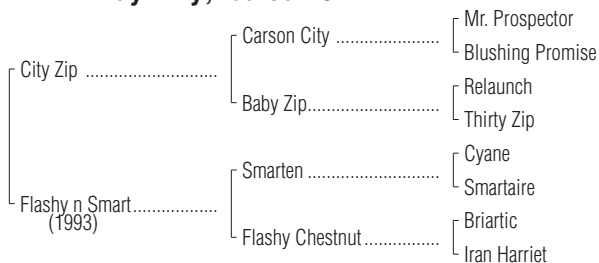 Mr. Prospector
Carson City
Blushing Promise
City Zip
Relaunch
Baby Zip
Thirty Zip
Cyane
Smarten
Smartaire
Flashy n Smart
(1993)
Briartic
Flashy Chestnut
Iran Harriet